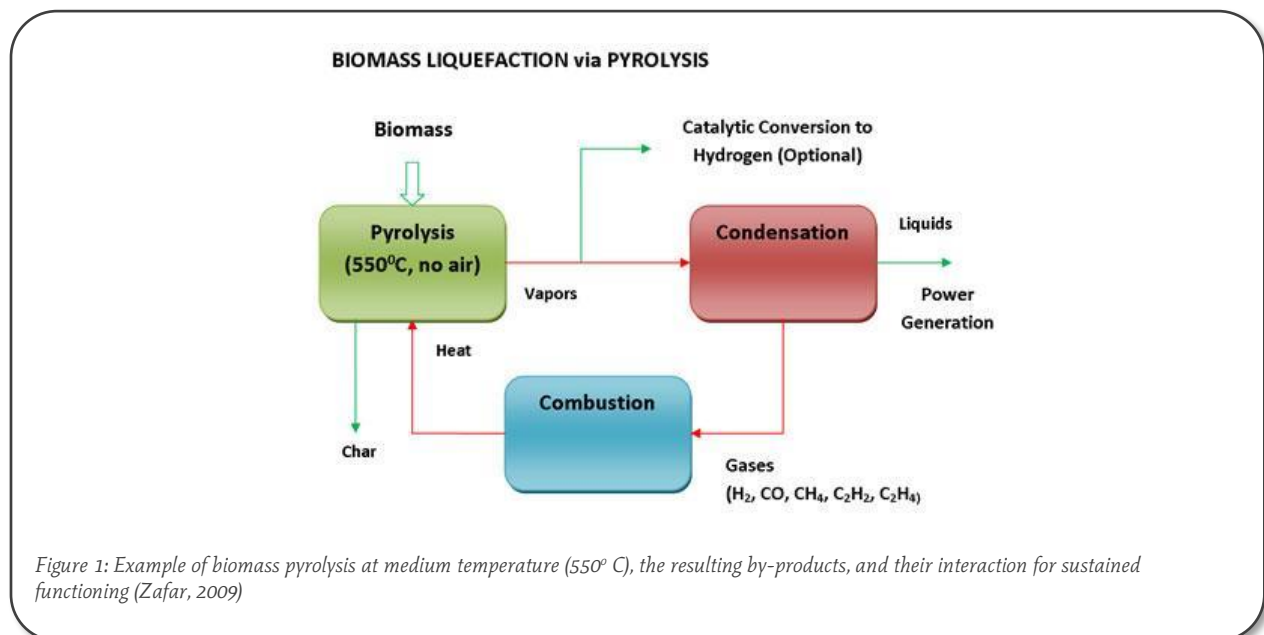 BIOMASS LIQUEFACTION via PYROLYSIS
Biomass
Catalytic Conversion to
Hydrogen (Optional)
Pyrolysis
(550⁰C, no air)
Vapors
Condensation
Liquids
Power
Generation
Heat
Combustion
Char
Gases
(H₂, CO, CH₄, C₂H₂, C₂H₄)
Figure 1: Example of biomass pyrolysis at medium temperature (550° C), the resulting by-products, and their interaction for sustained
functioning (Zafar, 2009)